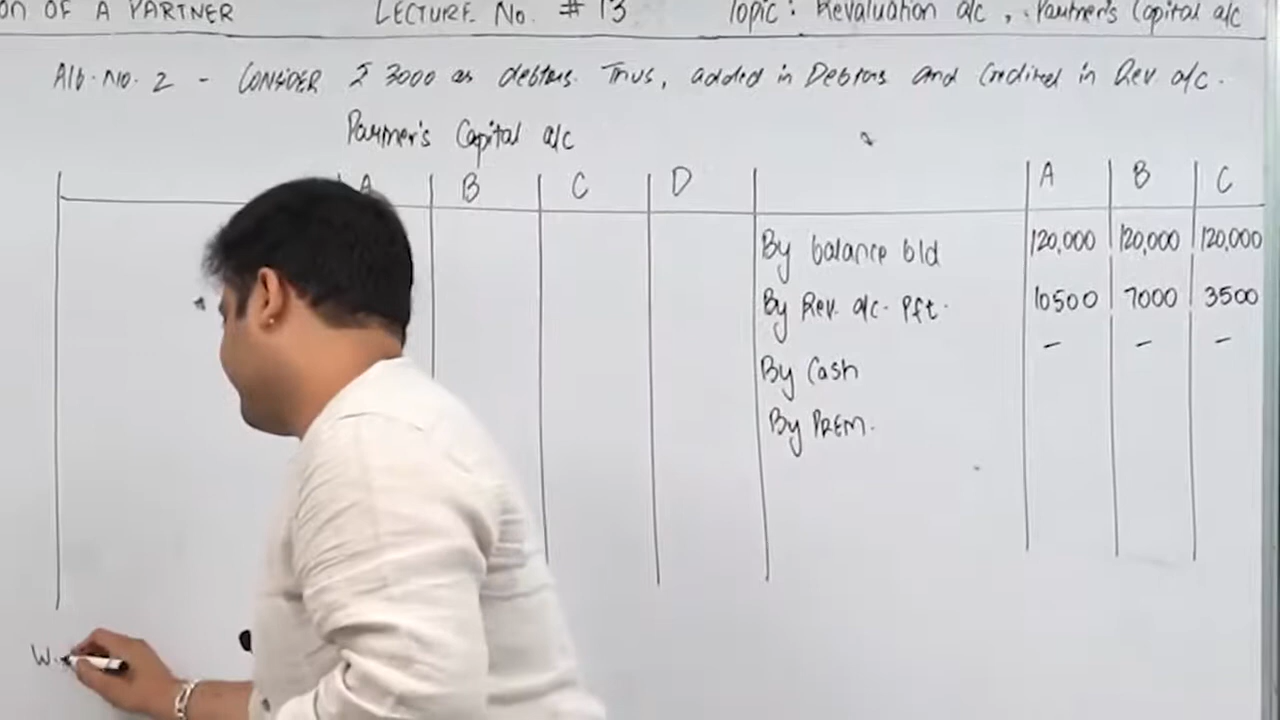 ON OF A PARTNER LECTURE No. # 13 Topic: Revaluation a/c, Partner's Capital a/c
No. 2 - CONSIDER ₹ 3000 as debtors. Thus, added in Debtors and Credited in Rev. a/c.
Partner's Capital a/c
A B C D A B C
By balance b/d 120,000 120,000 120,000
By Rev. a/c. Pft. 10500 7000 3500
- - -
By Cash
By PREM.
W.